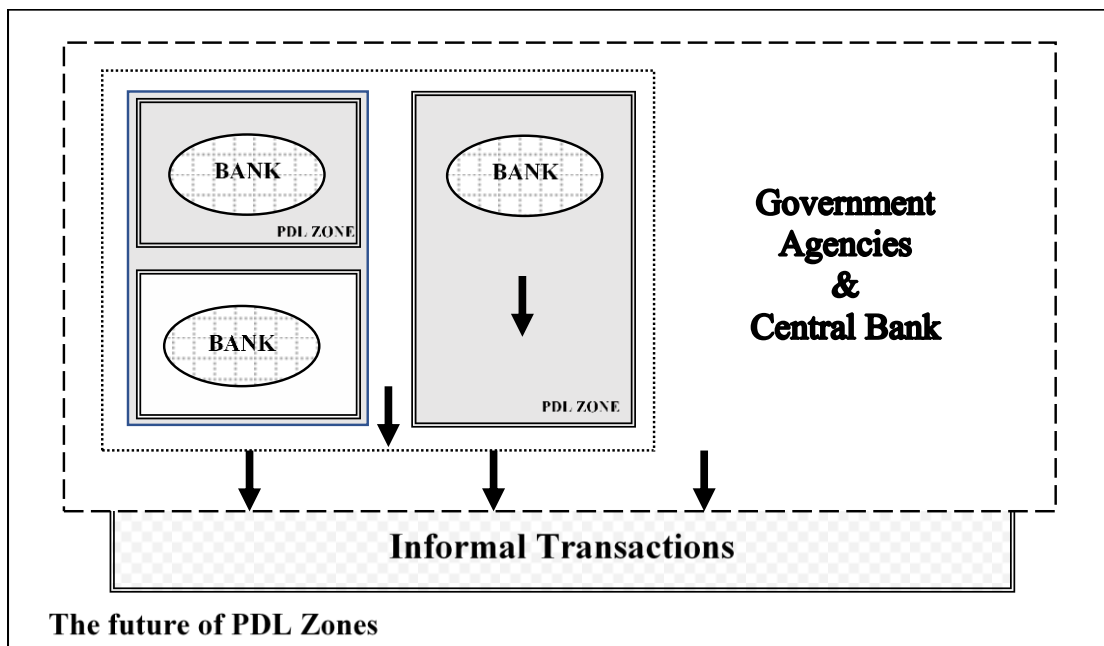 BANK
PDL ZONE
BANK
BANK
PDL ZONE
Government
Agencies
&
Central Bank
Informal Transactions
The future of PDL Zones